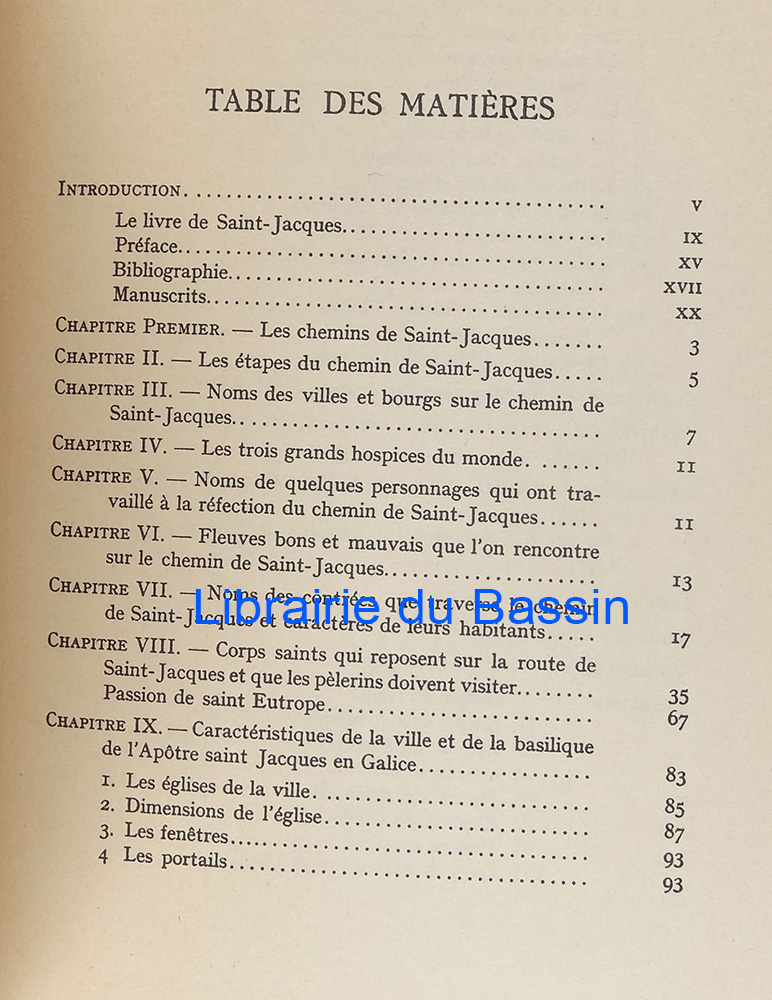 TABLE DES MATIÈRES
INTRODUCTION. . . . . . . . . . . . . . . . . . . . . . . . . . . . . . . . . . . . . . . . V
Le livre de Saint-Jacques. . . . . . . . . . . . . . . . . . . . . . . . . . IX
Préface. . . . . . . . . . . . . . . . . . . . . . . . . . . . . . . . . . . . . . . . XV
Bibliographie. . . . . . . . . . . . . . . . . . . . . . . . . . . . . . . . . . . XVII
Manuscrits. . . . . . . . . . . . . . . . . . . . . . . . . . . . . . . . . . . . . XX
CHAPITRE PREMIER. — Les chemins de Saint-Jacques. . . . . . . 3
CHAPITRE II. — Les étapes du chemin de Saint-Jacques. . . . . 5
CHAPITRE III. — Noms des villes et bourgs sur le chemin de
Saint-Jacques. . . . . . . . . . . . . . . . . . . . . . . . . . . . . . . . . . . 7
CHAPITRE IV. — Les trois grands hospices du monde. . . . . . . 11
CHAPITRE V. — Noms de quelques personnages qui ont tra-
vaillé à la réfection du chemin de Saint-Jacques. . . . . . 11
CHAPITRE VI. — Fleuves bons et mauvais que l'on rencontre
sur le chemin de Saint-Jacques. . . . . . . . . . . . . . . . . . . . 13
CHAPITRE VII. — Noms des contrées que traverse le chemin
de Saint-Jacques et caractères de leurs habitants. . . . . 17
Librairie du Bassin
CHAPITRE VIII. — Corps saints qui reposent sur la route de
Saint-Jacques et que les pèlerins doivent visiter. . . . . . . . 35
Passion de saint Eutrope. . . . . . . . . . . . . . . . . . . . . . . . . . 67
CHAPITRE IX. — Caractéristiques de la ville et de la basilique
de l'Apôtre saint Jacques en Galice. . . . . . . . . . . . . . . . . 83
1. Les églises de la ville. . . . . . . . . . . . . . . . . . . . . . . . . . 85
2. Dimensions de l'église. . . . . . . . . . . . . . . . . . . . . . . . . 87
3. Les fenêtres. . . . . . . . . . . . . . . . . . . . . . . . . . . . . . . . . 93
4 Les portails. . . . . . . . . . . . . . . . . . . . . . . . . . . . . . . . . . 93